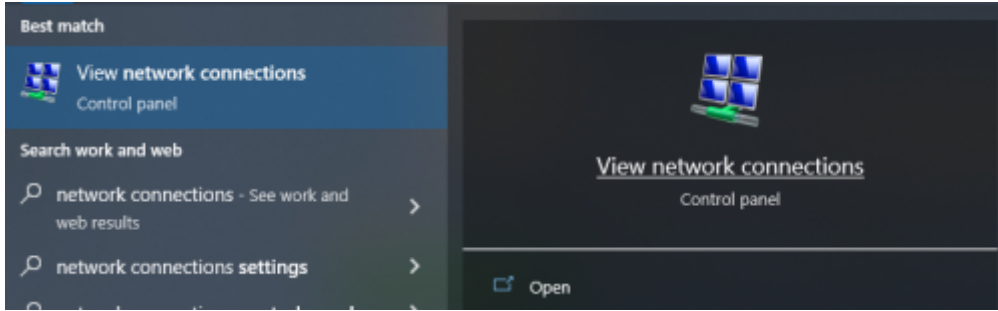 Best match
View network connections
Control panel
Search work and web
network connections - See work and
web results
network connections settings
View network connections
Control panel
Open